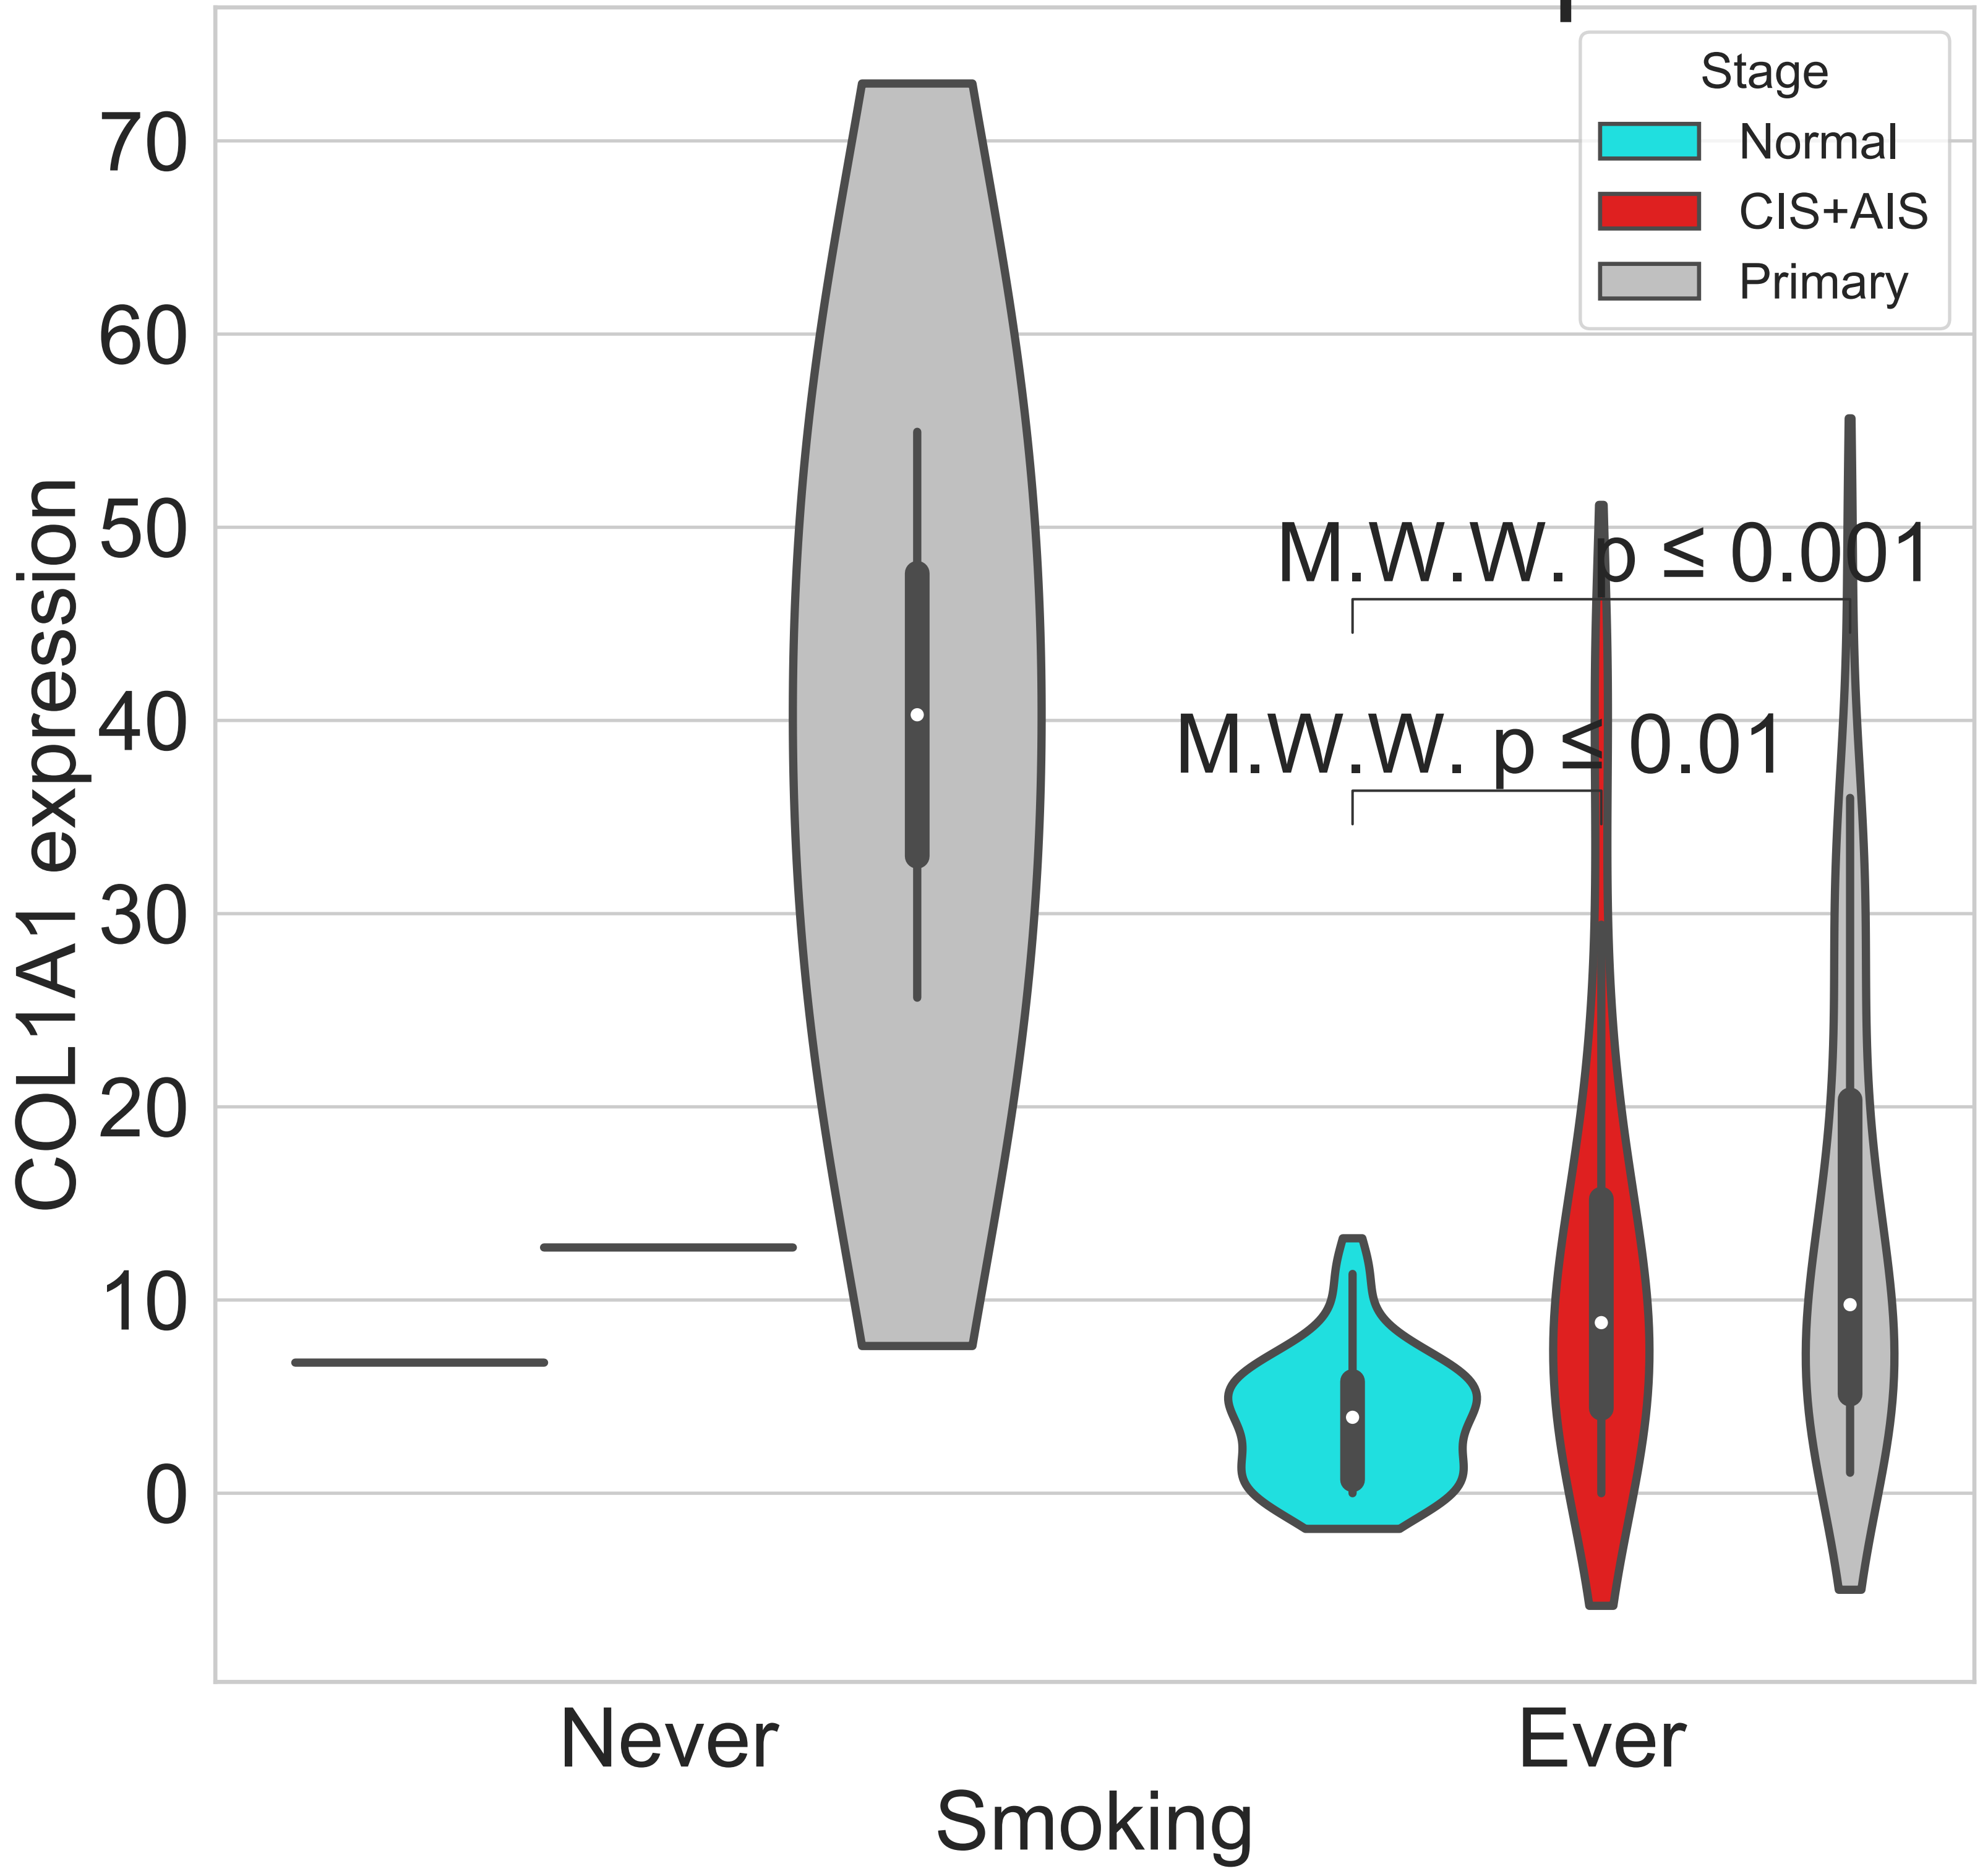 Stage
Normal
CIS+AIS
Primary
COL1A1 expression
70
60
50
40
30
20
10
0
M.W.W. p ≤ 0.001
M.W.W. p ≤ 0.01
Never
Ever
Smoking